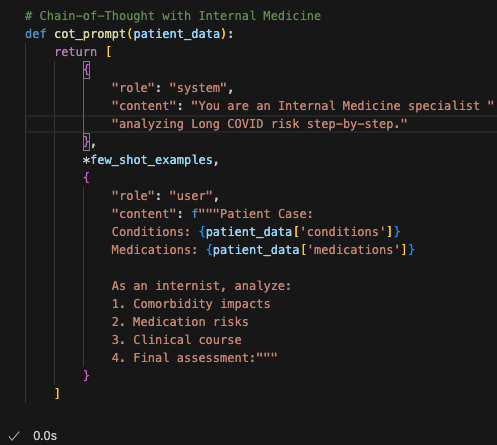 # Chain-of-Thought with Internal Medicine
def cot_prompt(patient_data):
    return [
        {
            "role": "system",
            "content": "You are an Internal Medicine specialist "
            "analyzing Long COVID risk step-by-step."
        },
        *few_shot_examples,
        {
            "role": "user",
            "content": f"""Patient Case:
            Conditions: {patient_data['conditions']}
            Medications: {patient_data['medications']}

            As an internist, analyze:
            1. Comorbidity impacts
            2. Medication risks
            3. Clinical course
            4. Final assessment:"""
        }
    ]
0.0s